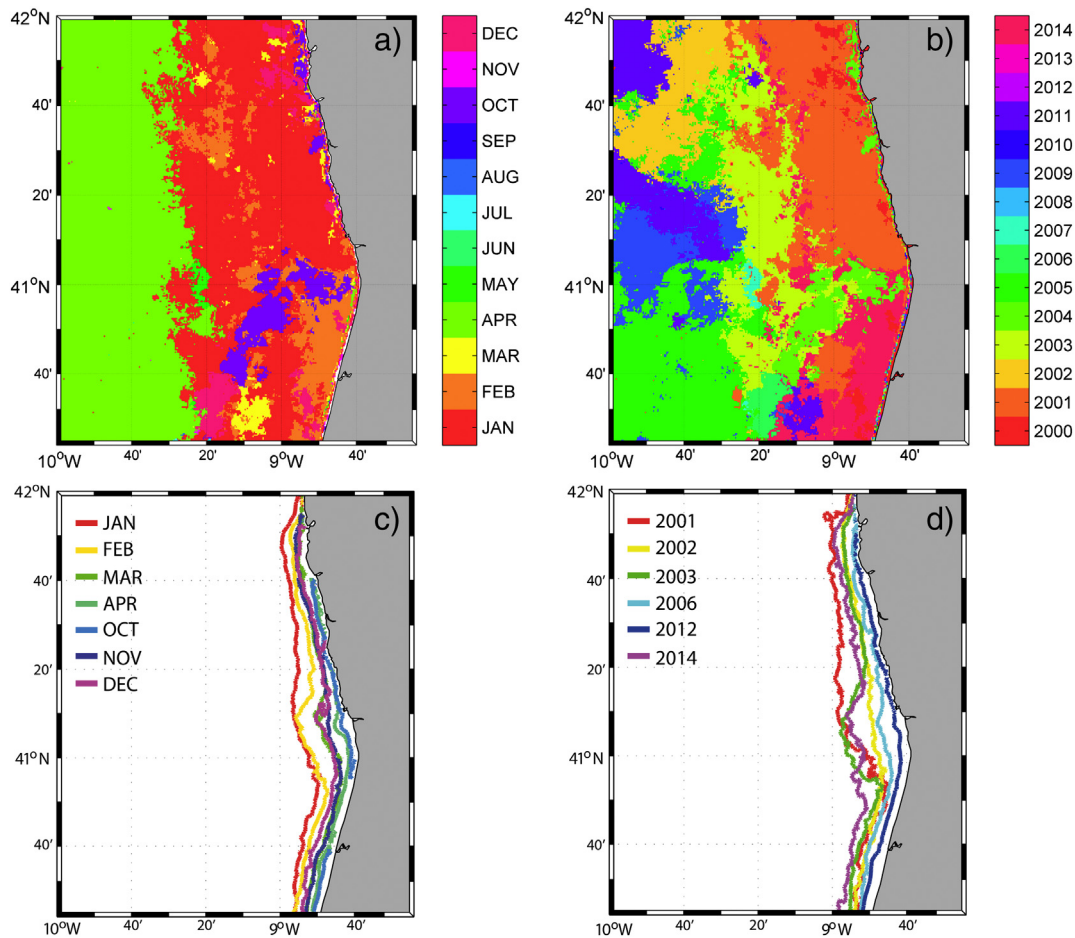 42°N
40'
20'
41°N
40'
10°W
20'
9°W
40'
a)
DEC
NOV
OCT
SEP
AUG
JUL
JUN
MAY
APR
MAR
FEB
JAN
42°N
40'
20'
41°N
40'
10°W
40'
20'
9°W
40'
b)
2014
2013
2012
2011
2010
2009
2008
2007
2006
2005
2004
2003
2002
2001
2000
42°N
40'
20'
41°N
40'
10°W
20'
9°W
40'
c)
JAN
FEB
MAR
APR
OCT
NOV
DEC
42°N
40'
20'
41°N
40'
10°W
40'
20'
9°W
40'
d)
2001
2002
2003
2006
2012
2014